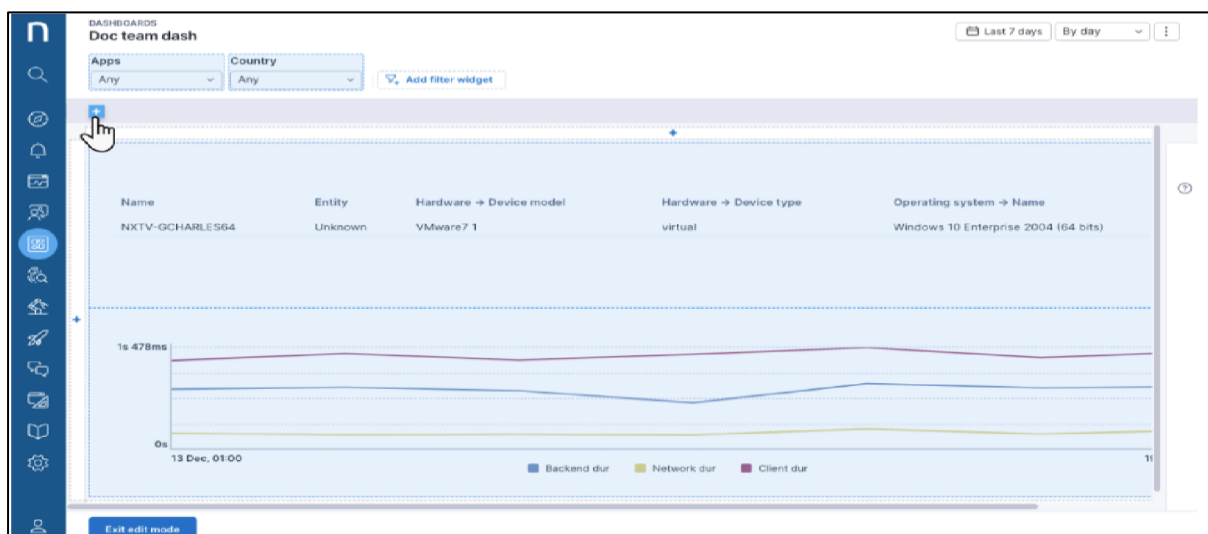 DASHBOARDS
Doc team dash
Last 7 days By day
Apps Country
Any Any Add filter widget
Name Entity Hardware → Device model Hardware → Device type Operating system → Name
NXTV-GCHARLES64 Unknown VMware7 1 virtual Windows 10 Enterprise 2004 (64 bits)
1s 478ms
0s
13 Dec, 01:00
Backend dur Network dur Client dur
Exit edit mode